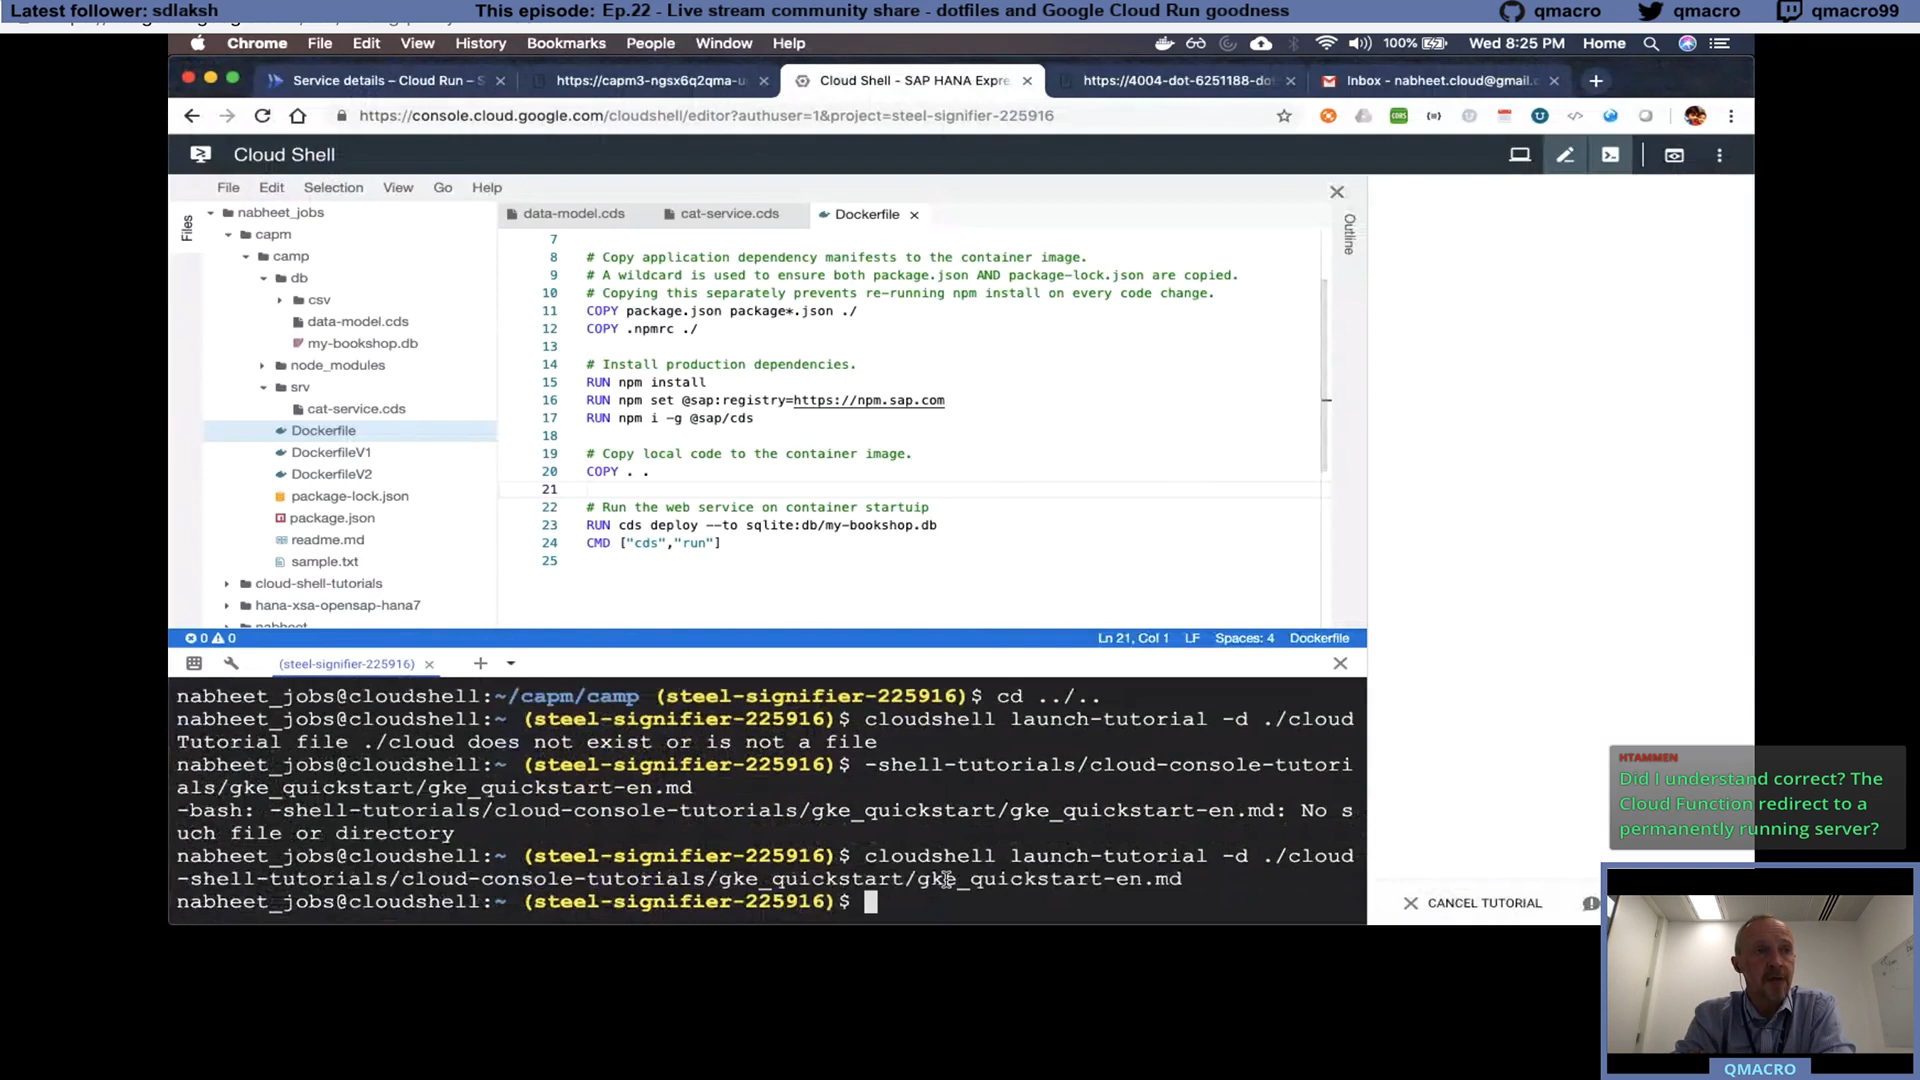 Latest follower: sdlaksh
This episode: Ep.22 - Live stream community share - dotfiles and Google Cloud Run goodness
qmacro
qmacro
qmacro99
Chrome File Edit View History Bookmarks People Window Help
100% Wed 8:25 PM Home
Service details – Cloud Run – S
https://capm3-ngsx6q2qma-u
Cloud Shell - SAP HANA Expre
https://4004-dot-6251188-do
Inbox - nabheet.cloud@gmail.
https://console.cloud.google.com/cloudshell/editor?authuser=1&project=steel-signifier-225916
Cloud Shell
File Edit Selection View Go Help
Files
nabheet_jobs
capm
camp
db
csv
data-model.cds
my-bookshop.db
node_modules
srv
cat-service.cds
Dockerfile
DockerfileV1
DockerfileV2
package-lock.json
package.json
readme.md
sample.txt
cloud-shell-tutorials
hana-xsa-opensap-hana7
data-model.cds cat-service.cds Dockerfile
Outline
7
8 # Copy application dependency manifests to the container image.
9 # A wildcard is used to ensure both package.json AND package-lock.json are copied.
10 # Copying this separately prevents re-running npm install on every code change.
11 COPY package.json package*.json ./
12 COPY .npmrc ./
13
14 # Install production dependencies.
15 RUN npm install
16 RUN npm set @sap:registry=https://npm.sap.com
17 RUN npm i -g @sap/cds
18
19 # Copy local code to the container image.
20 COPY . .
21
22 # Run the web service on container startuip
23 RUN cds deploy --to sqlite:db/my-bookshop.db
24 CMD ["cds","run"]
25
0 0
Ln 21, Col 1 LF Spaces: 4 Dockerfile
(steel-signifier-225916)
nabheet_jobs@cloudshell:~/capm/camp (steel-signifier-225916)$ cd ../..
nabheet_jobs@cloudshell:~ (steel-signifier-225916)$ cloudshell launch-tutorial -d ./cloud
Tutorial file ./cloud does not exist or is not a file
nabheet_jobs@cloudshell:~ (steel-signifier-225916)$ -shell-tutorials/cloud-console-tutori
als/gke_quickstart/gke_quickstart-en.md
-bash: -shell-tutorials/cloud-console-tutorials/gke_quickstart/gke_quickstart-en.md: No s
uch file or directory
nabheet_jobs@cloudshell:~ (steel-signifier-225916)$ cloudshell launch-tutorial -d ./cloud
-shell-tutorials/cloud-console-tutorials/gke_quickstart/gke_quickstart-en.md
nabheet_jobs@cloudshell:~ (steel-signifier-225916)$
CANCEL TUTORIAL
HTAMMEN
Did I understand correct? The
Cloud Function redirect to a
permanently running server?
QMACRO